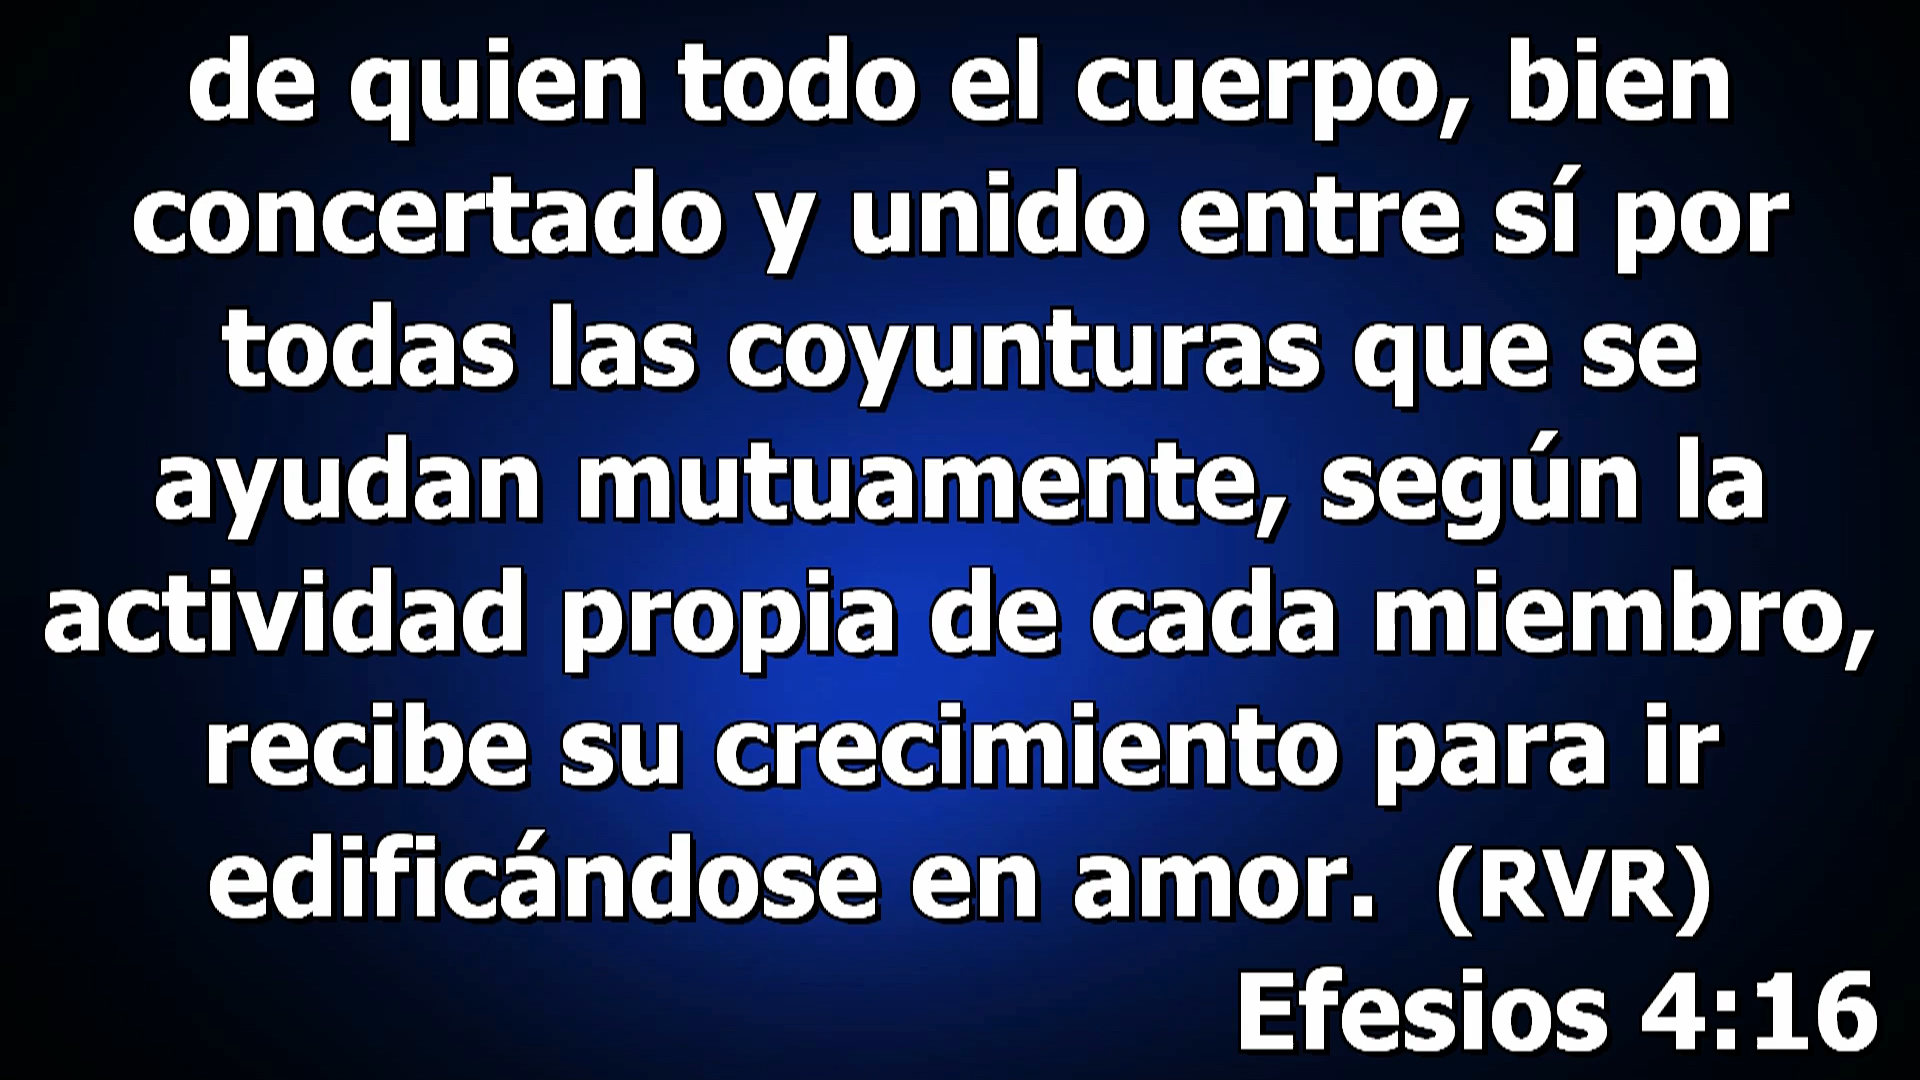 de quien todo el cuerpo, bien
concertado y unido entre sí por
todas las coyunturas que se
ayudan mutuamente, según la
actividad propia de cada miembro,
recibe su crecimiento para ir
edificándose en amor. (RVR)
Efesios 4:16